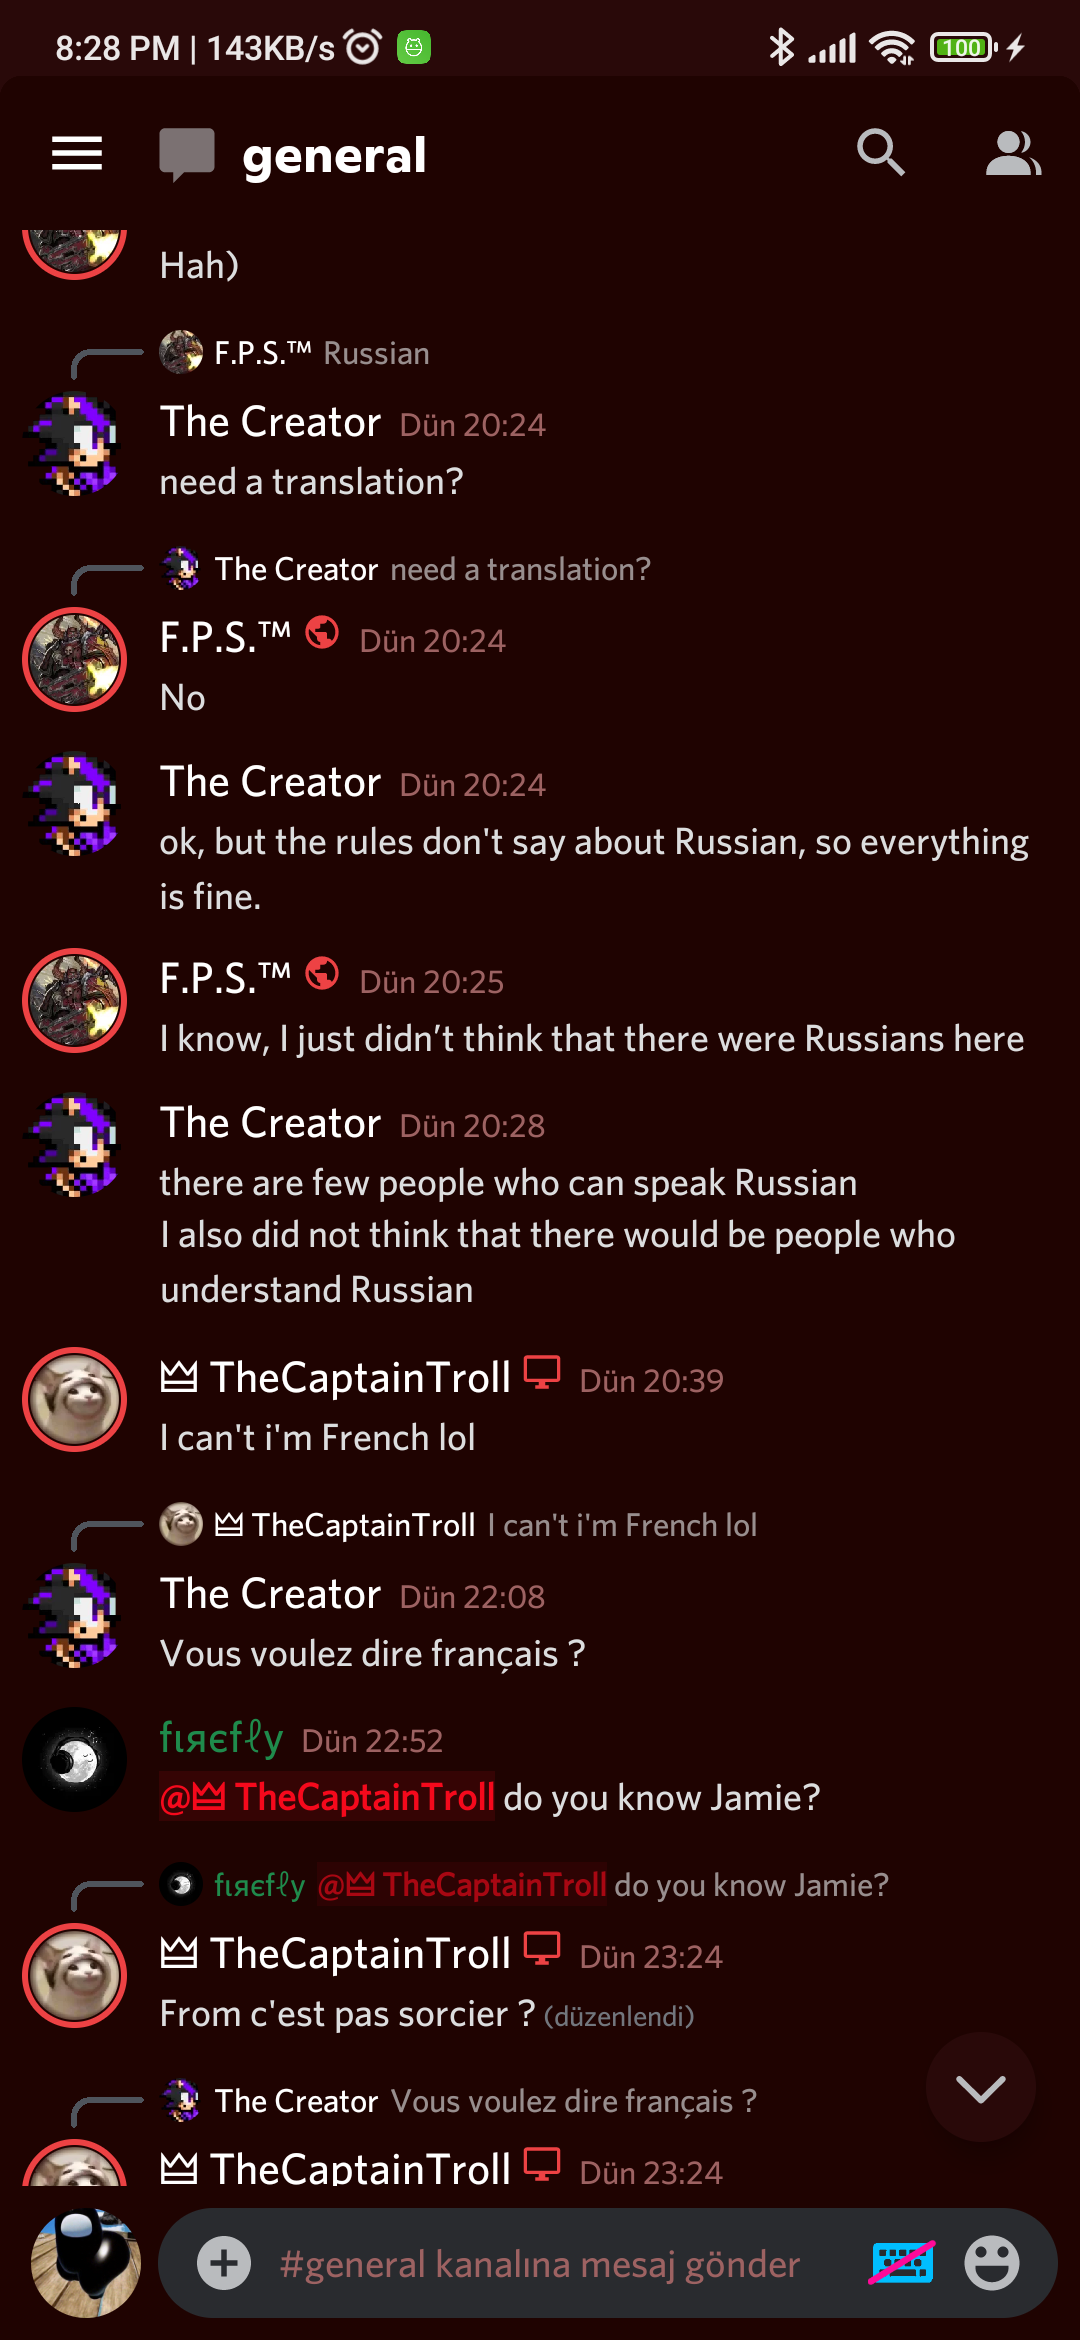 8:28 PM | 143KB/s
100
general
Hah)
F.P.S.™ Russian
The Creator Dün 20:24
need a translation?
The Creator need a translation?
F.P.S.™ Dün 20:24
No
The Creator Dün 20:24
ok, but the rules don't say about Russian, so everything
is fine.
F.P.S.™ Dün 20:25
I know, I just didn’t think that there were Russians here
The Creator Dün 20:28
there are few people who can speak Russian
I also did not think that there would be people who
understand Russian
TheCaptainTroll Dün 20:39
I can't i'm French lol
TheCaptainTroll I can't i'm French lol
The Creator Dün 22:08
Vous voulez dire français ?
fιяєfℓy Dün 22:52
@TheCaptainTroll do you know Jamie?
fιяєfℓy @TheCaptainTroll do you know Jamie?
TheCaptainTroll Dün 23:24
From c'est pas sorcier ? (düzenlendi)
The Creator Vous voulez dire français ?
TheCaptainTroll Dün 23:24
#general kanalına mesaj gönder